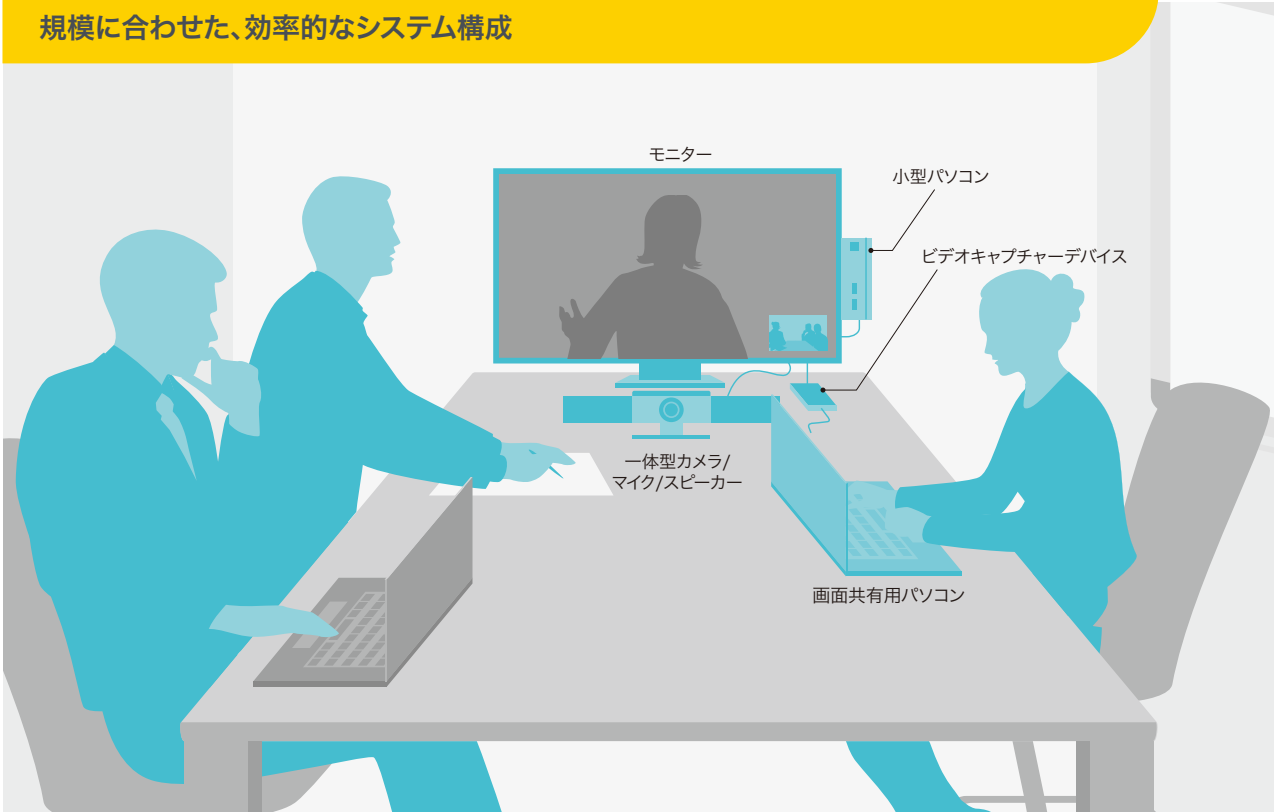 規模に合わせた、効率的なシステム構成
モニター
小型パソコン
ビデオキャプチャーデバイス
一体型カメラ/
マイク/スピーカー
画面共有用パソコン